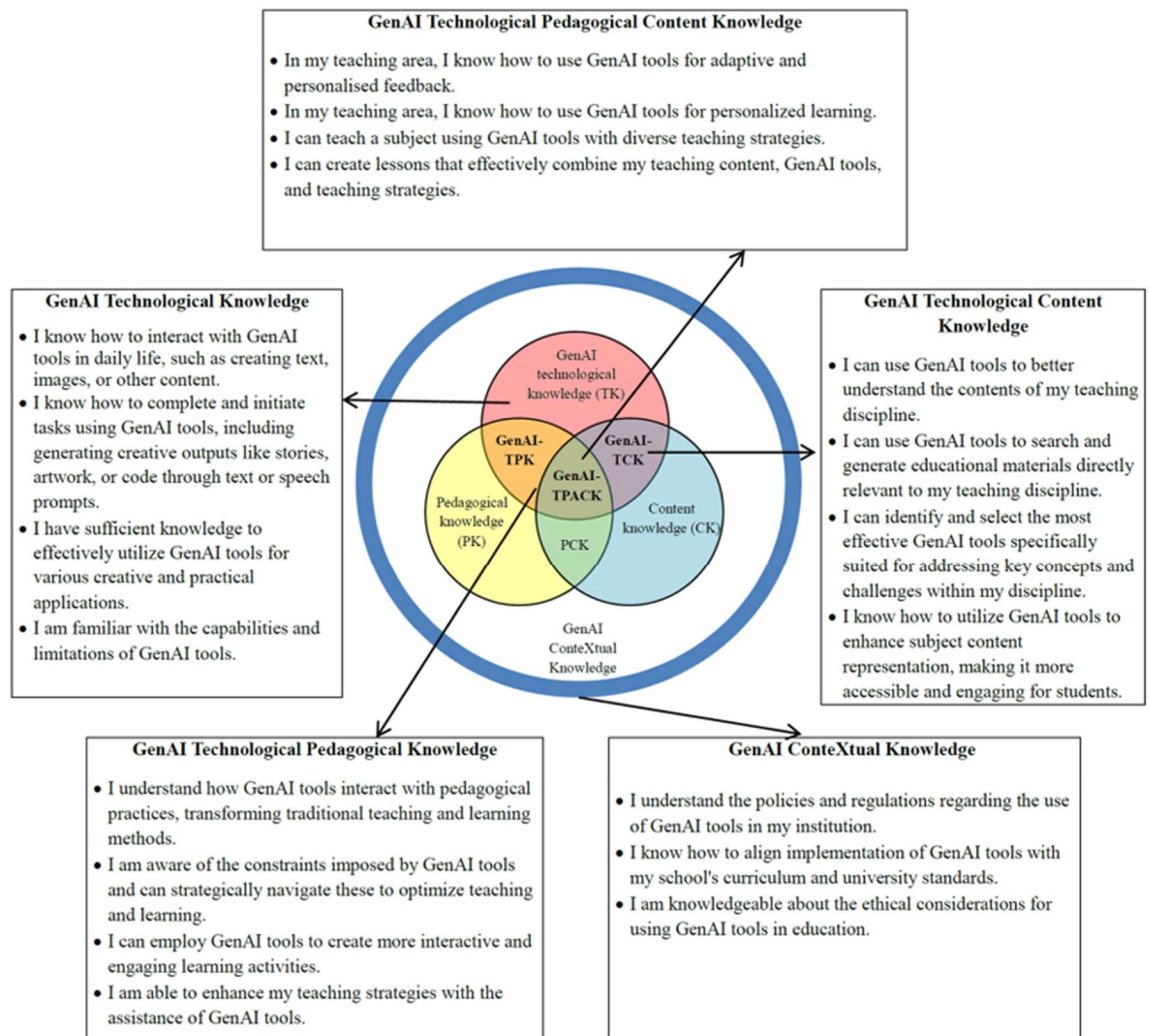 GenAI Technological Pedagogical Content Knowledge
• In my teaching area, I know how to use GenAI tools for adaptive and
personalised feedback.
• In my teaching area, I know how to use GenAI tools for personalized learning.
• I can teach a subject using GenAI tools with diverse teaching strategies.
• I can create lessons that effectively combine my teaching content, GenAI tools,
and teaching strategies.
GenAI Technological Knowledge
• I know how to interact with GenAI
tools in daily life, such as creating text,
images, or other content.
• I know how to complete and initiate
tasks using GenAI tools, including
generating creative outputs like stories,
artwork, or code through text or speech
prompts.
• I have sufficient knowledge to
effectively utilize GenAI tools for
various creative and practical
applications.
• I am familiar with the capabilities and
limitations of GenAI tools.
GenAI
technological
knowledge (TK)
GenAI-
TPK
GenAI-
TCK
GenAI-
TPACK
Pedagogical
knowledge
(PK)
Content
knowledge (CK)
PCK
GenAI
ConteXtual
Knowledge
GenAI Technological Content
Knowledge
• I can use GenAI tools to better
understand the contents of my teaching
discipline.
• I can use GenAI tools to search and
generate educational materials directly
relevant to my teaching discipline.
• I can identify and select the most
effective GenAI tools specifically
suited for addressing key concepts and
challenges within my discipline.
• I know how to utilize GenAI tools to
enhance subject content
representation, making it more
accessible and engaging for students.
GenAI Technological Pedagogical Knowledge
• I understand how GenAI tools interact with pedagogical
practices, transforming traditional teaching and learning
methods.
• I am aware of the constraints imposed by GenAI tools
and can strategically navigate these to optimize teaching
and learning.
• I can employ GenAI tools to create more interactive and
engaging learning activities.
• I am able to enhance my teaching strategies with the
assistance of GenAI tools.
GenAI ConteXtual Knowledge
• I understand the policies and regulations regarding the use
of GenAI tools in my institution.
• I know how to align implementation of GenAI tools with
my school's curriculum and university standards.
• I am knowledgeable about the ethical considerations for
using GenAI tools in education.